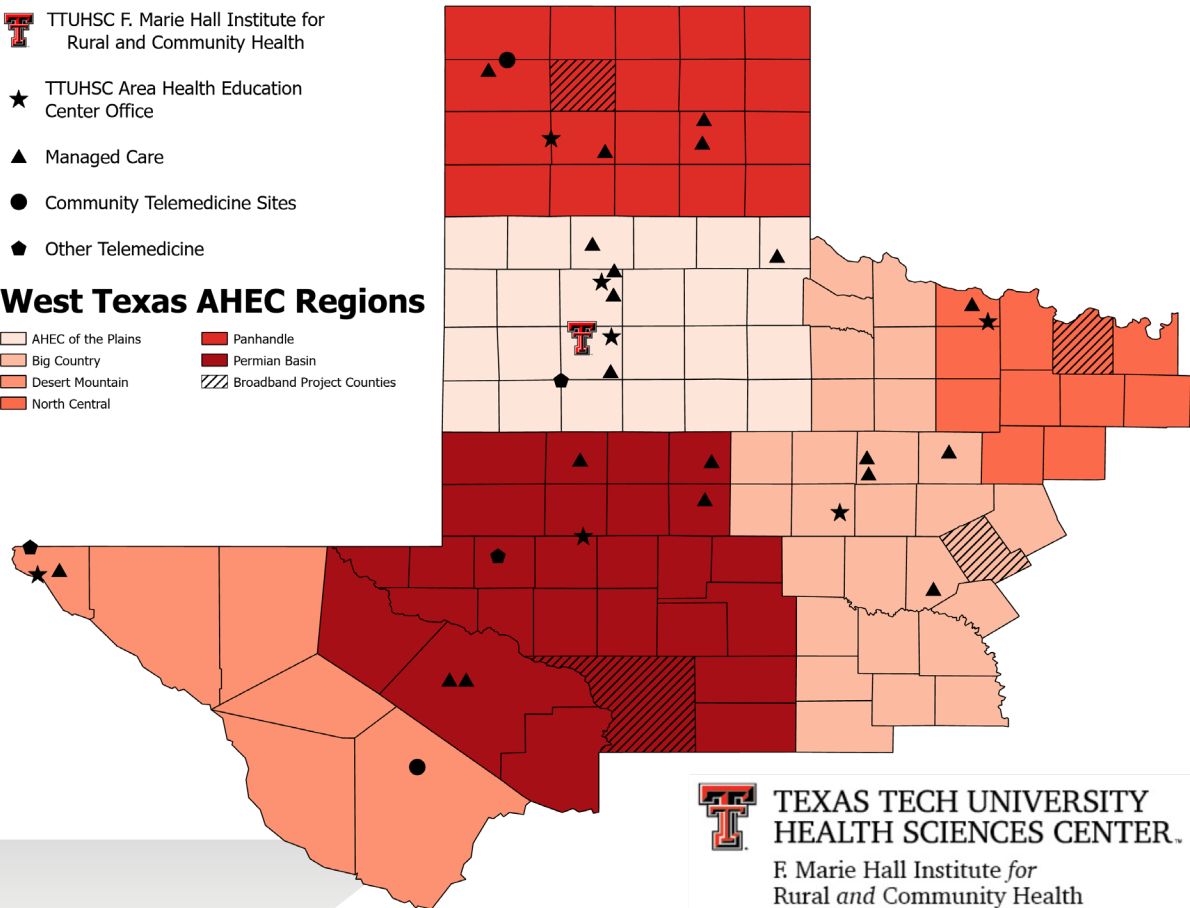 TTUHSC F. Marie Hall Institute for
Rural and Community Health
TTUHSC Area Health Education
Center Office
Managed Care
Community Telemedicine Sites
Other Telemedicine
West Texas AHEC Regions
AHEC of the Plains
Big Country
Desert Mountain
North Central
Panhandle
Permian Basin
Broadband Project Counties
TEXAS TECH UNIVERSITY
HEALTH SCIENCES CENTER™
F. Marie Hall Institute for
Rural and Community Health